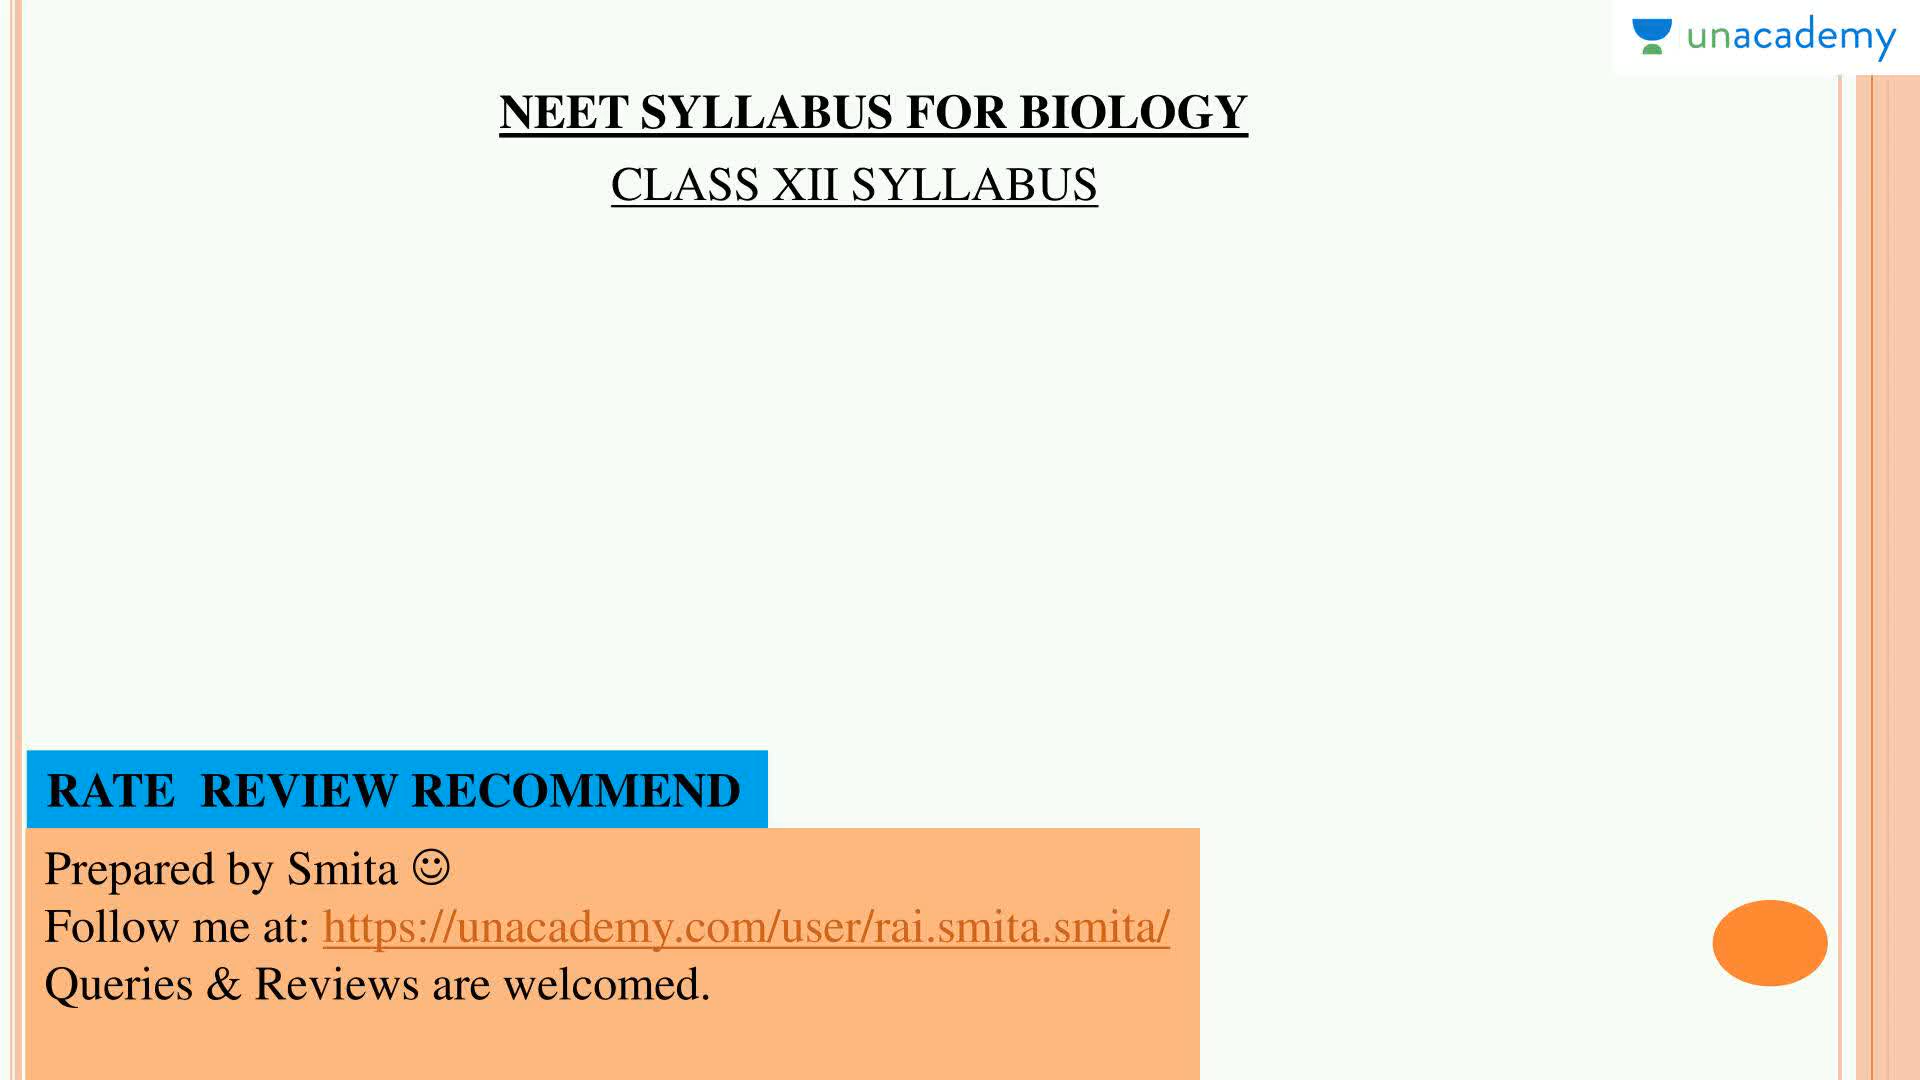 unacademy
NEET SYLLABUS FOR BIOLOGY
CLASS XII SYLLABUS
RATE REVIEW RECOMMEND
Prepared by Smita ☺
Follow me at: https://unacademy.com/user/rai.smita.smita/
Queries & Reviews are welcomed.